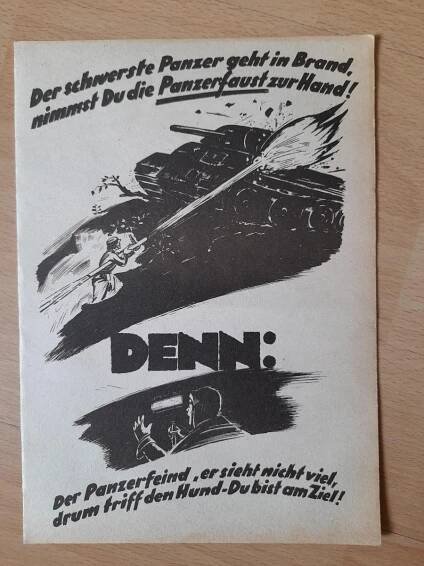 Der schwerste Panzer geht in Brand,
nimmst Du die Panzerfaust zur Hand!
DENN:
Der Panzerfeind, er sieht nicht viel,
drum triff den Hund-Du bist am Ziel!